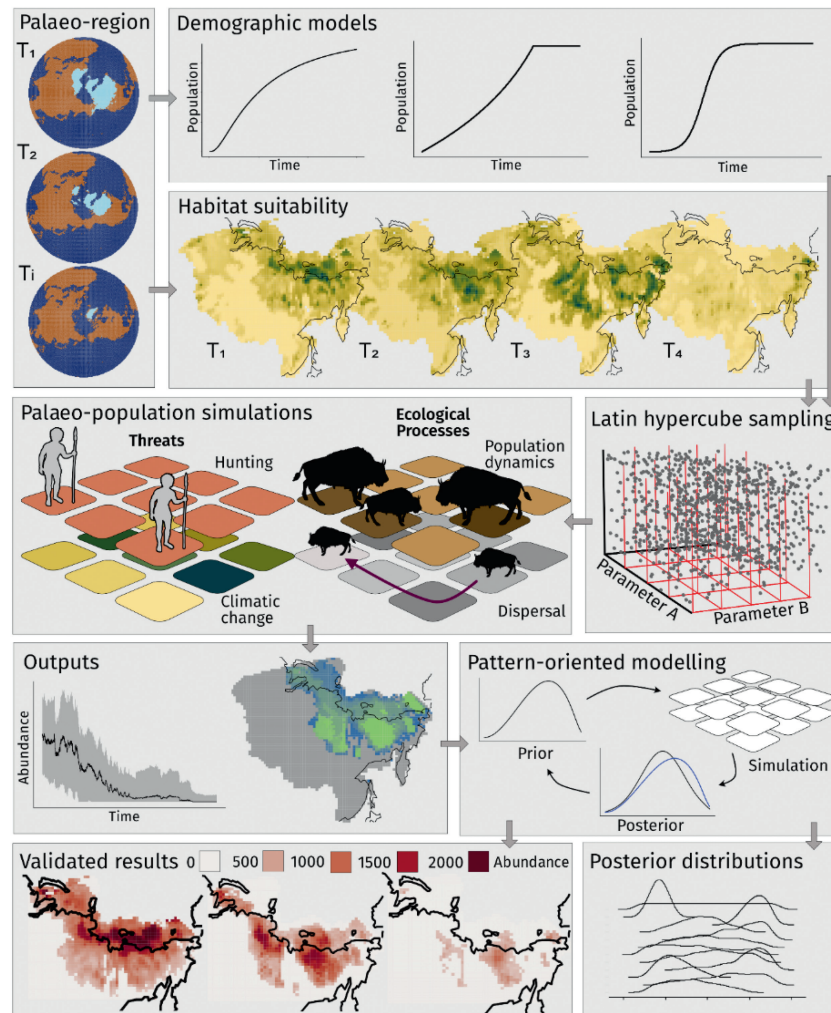 Palaeo-region
T₁
T₂
Tᵢ
Demographic models
Population
Time
Population
Time
Population
Time
Habitat suitability
T₁
T₂
T₃
T₄
Palaeo-population simulations
Threats
Hunting
Climatic
change
Ecological
Processes
Population
dynamics
Dispersal
Latin hypercube sampling
Parameter A
Parameter B
Outputs
Abundance
Time
Pattern-oriented modelling
Prior
Simulation
Posterior
Validated results 0 500 1000 1500 2000 Abundance
Posterior distributions